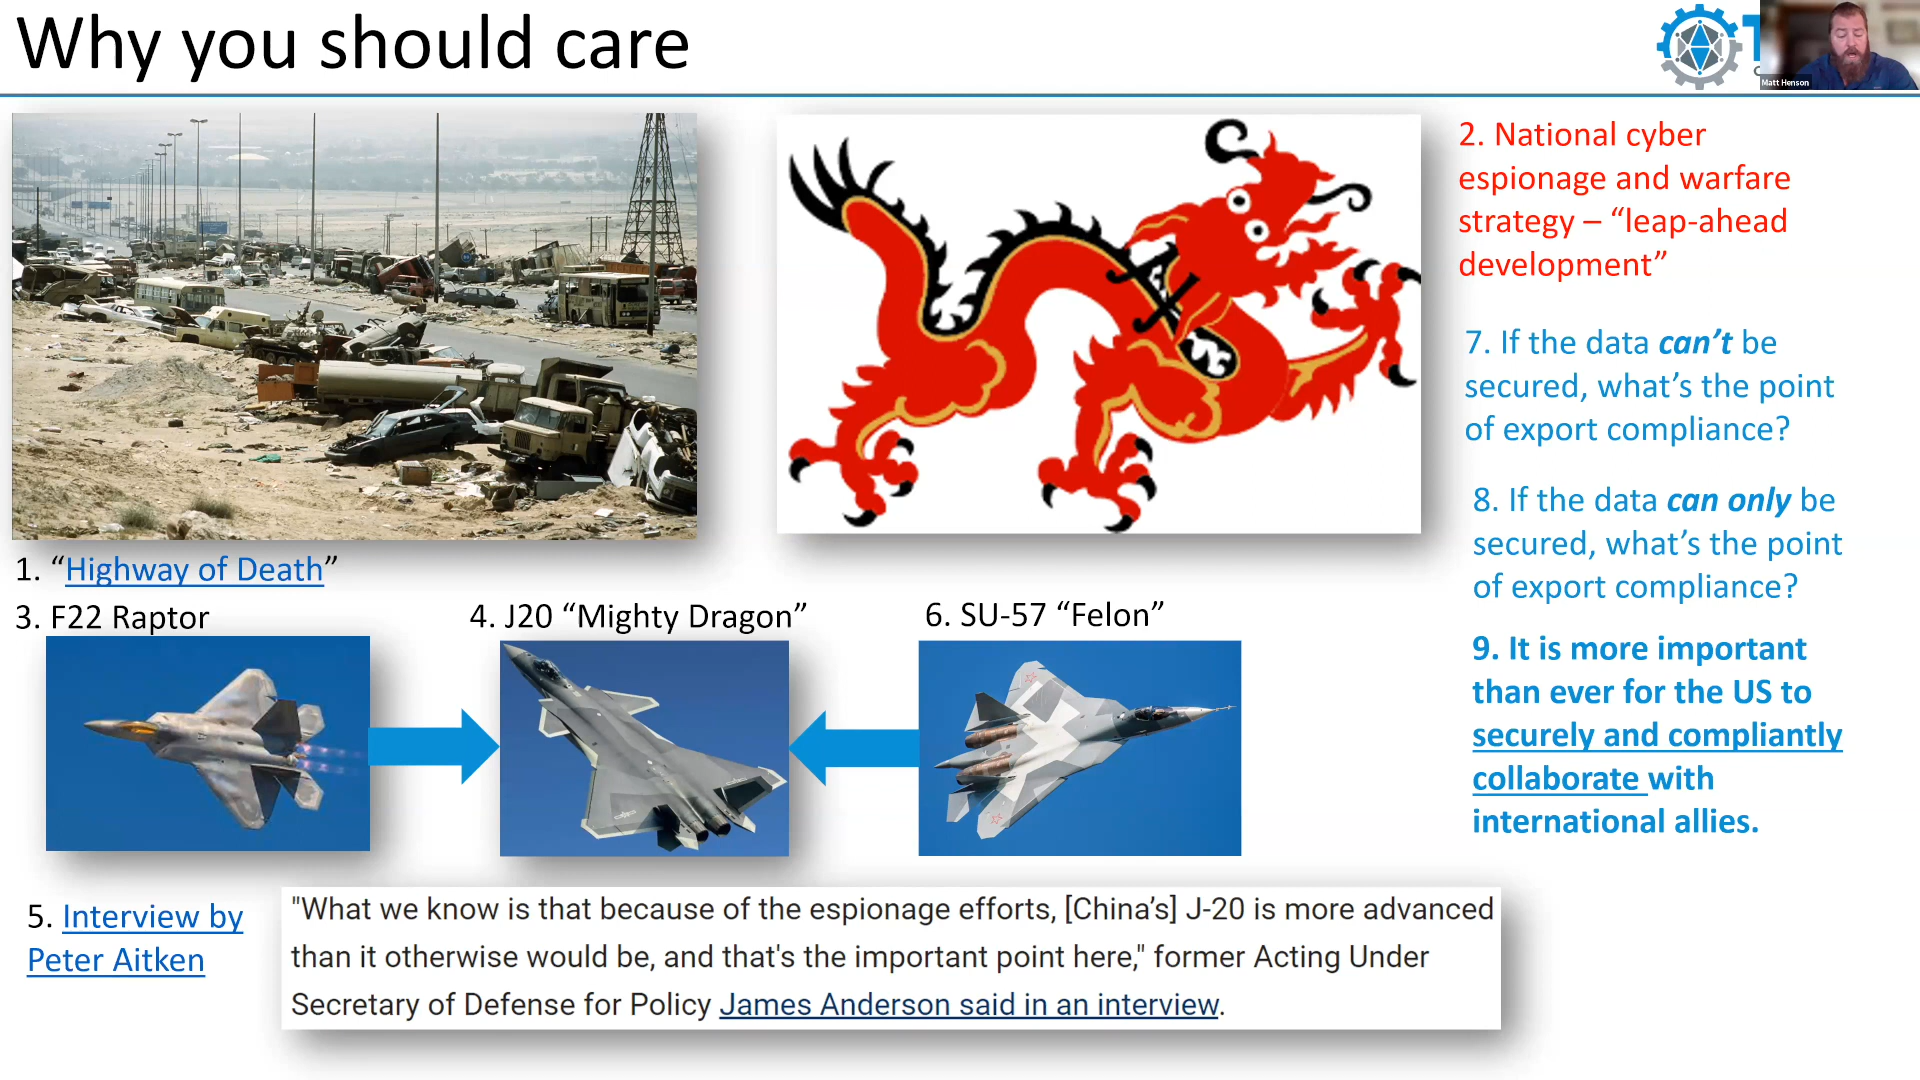 Why you should care
Matt Henson
1. “Highway of Death”
2. National cyber
espionage and warfare
strategy – “leap-ahead
development”
3. F22 Raptor
4. J20 “Mighty Dragon”
6. SU-57 “Felon”
5. Interview by
Peter Aitken
"What we know is that because of the espionage efforts, [China’s] J-20 is more advanced
than it otherwise would be, and that's the important point here," former Acting Under
Secretary of Defense for Policy James Anderson said in an interview.
7. If the data can’t be
secured, what’s the point
of export compliance?
8. If the data can only be
secured, what’s the point
of export compliance?
9. It is more important
than ever for the US to
securely and compliantly
collaborate with
international allies.